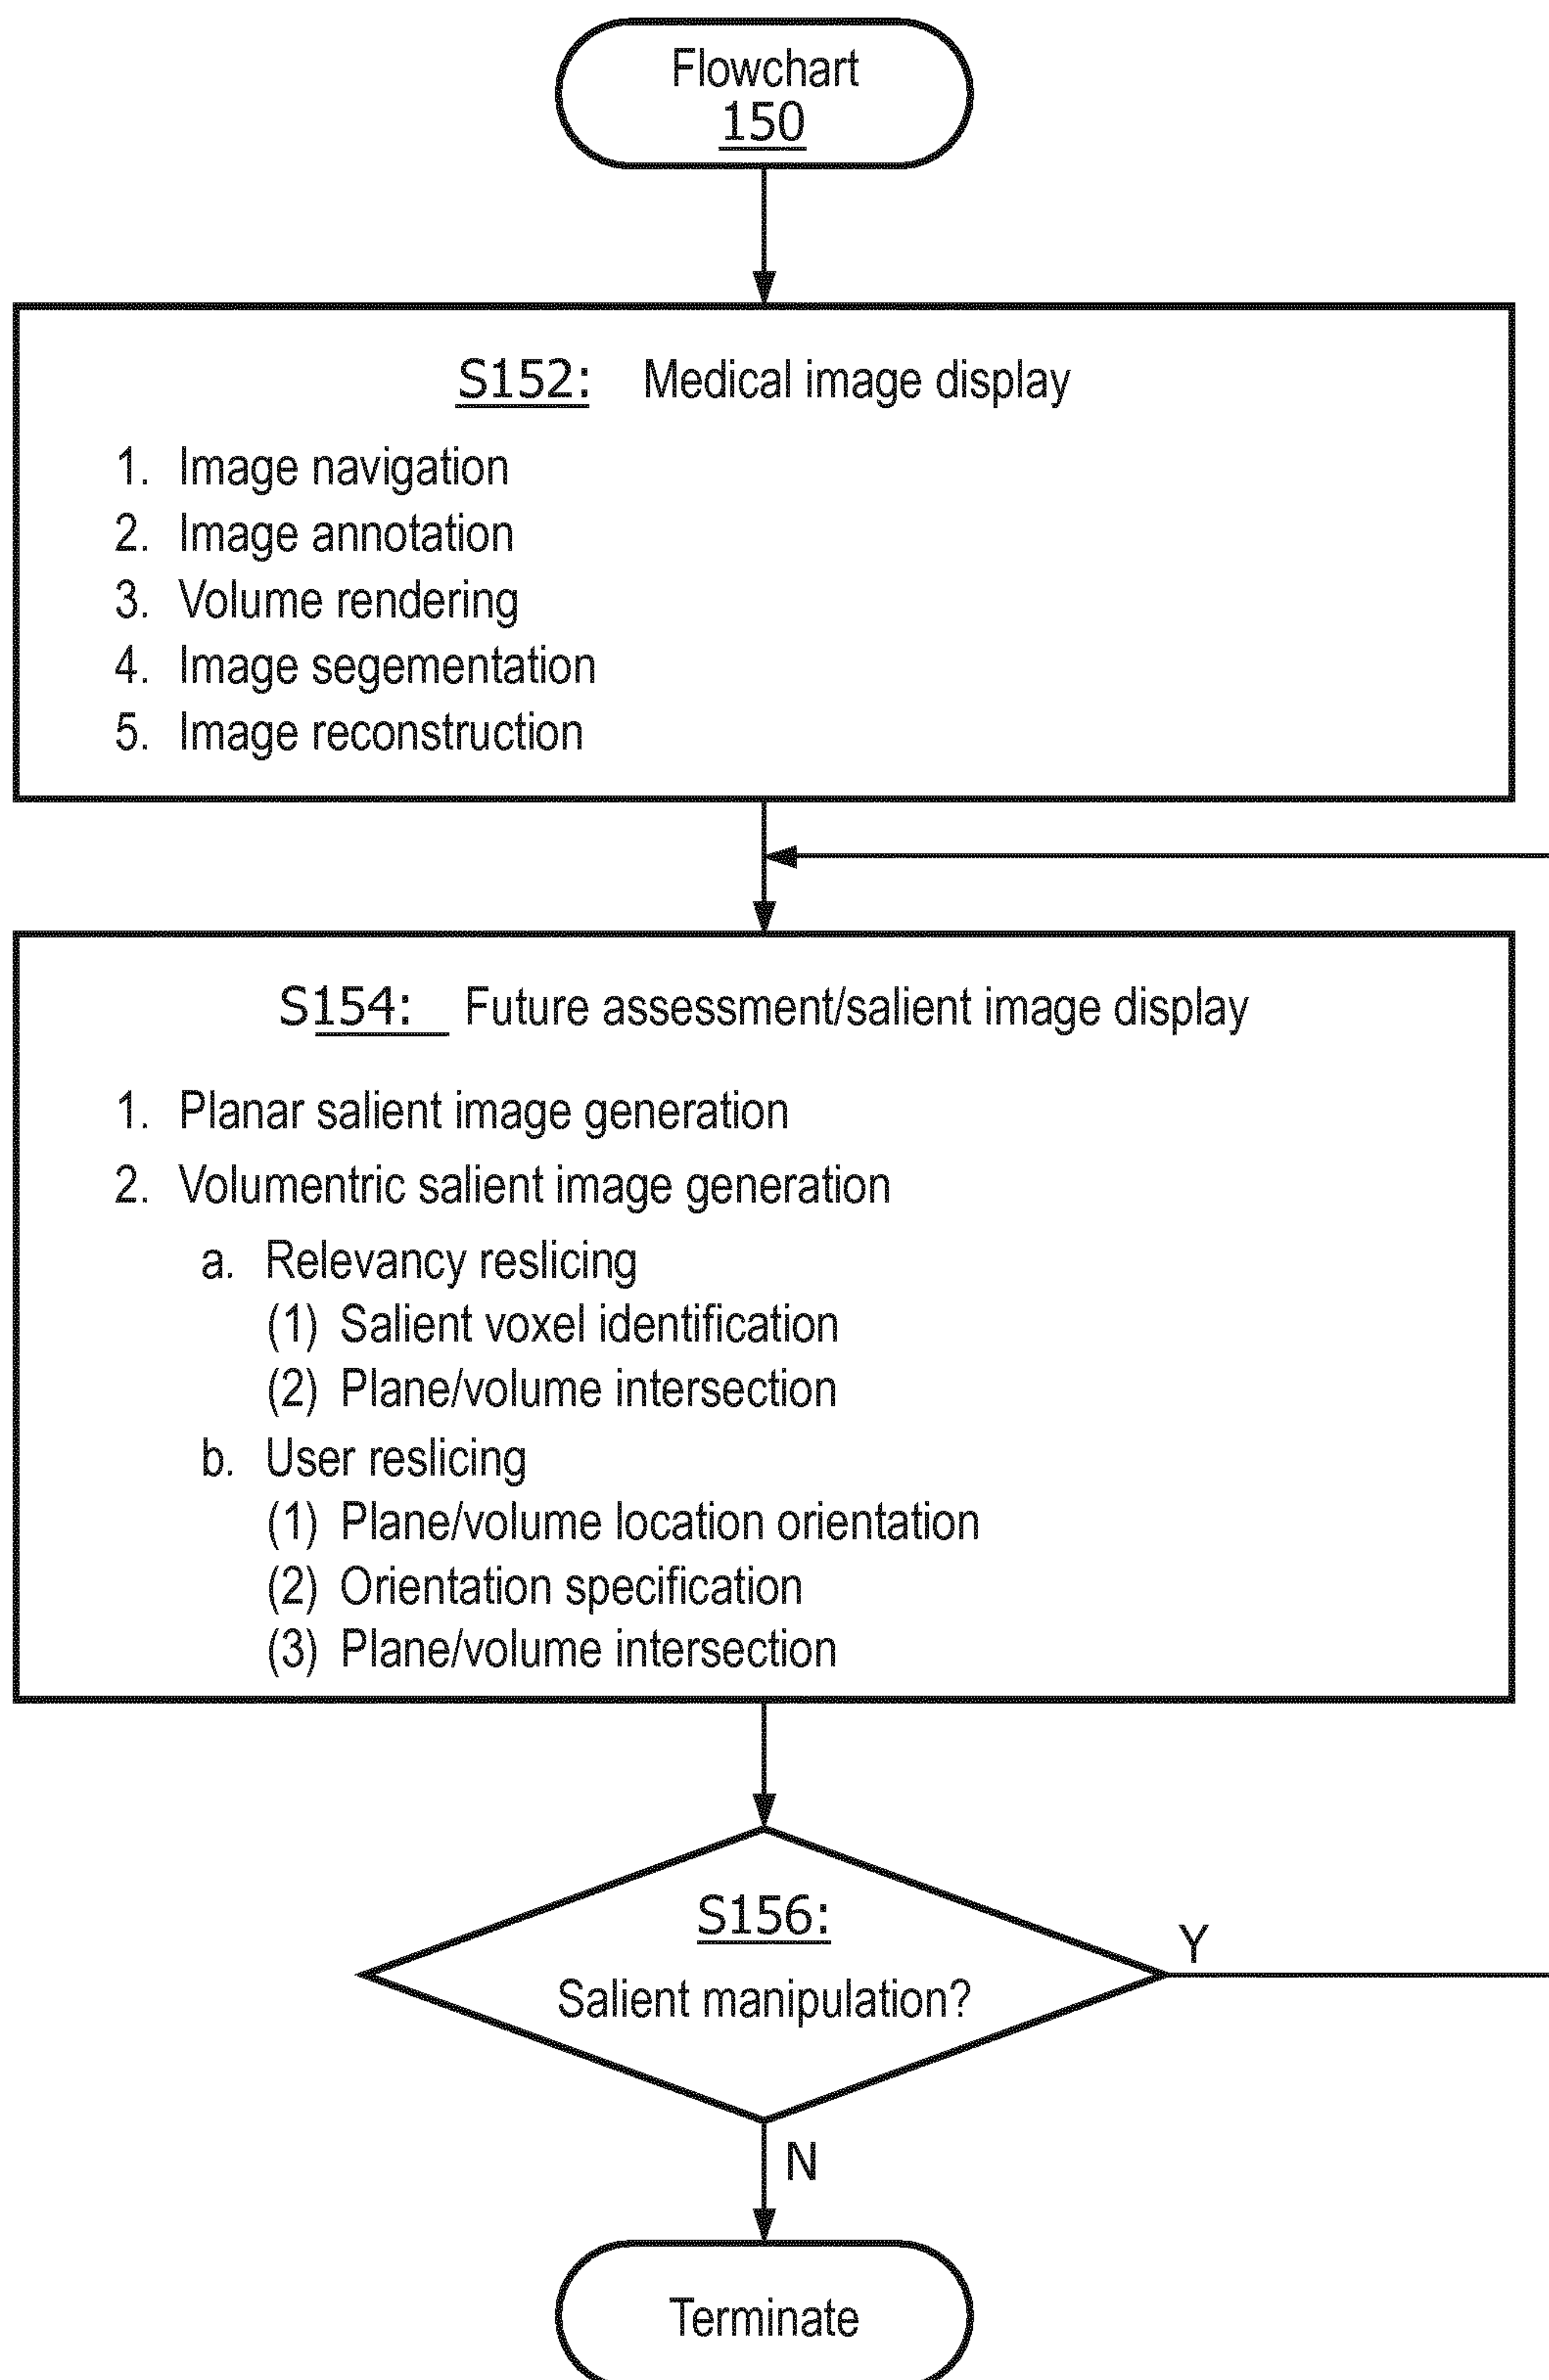 Flowchart
150
S152: Medical image display
1. Image navigation
2. Image annotation
3. Volume rendering
4. Image segementation
5. Image reconstruction
S154: Future assessment/salient image display
1. Planar salient image generation
2. Volumentric salient image generation
a. Relevancy reslicing
(1) Salient voxel identification
(2) Plane/volume intersection
b. User reslicing
(1) Plane/volume location orientation
(2) Orientation specification
(3) Plane/volume intersection
S156:
Salient manipulation?
Y
N
Terminate